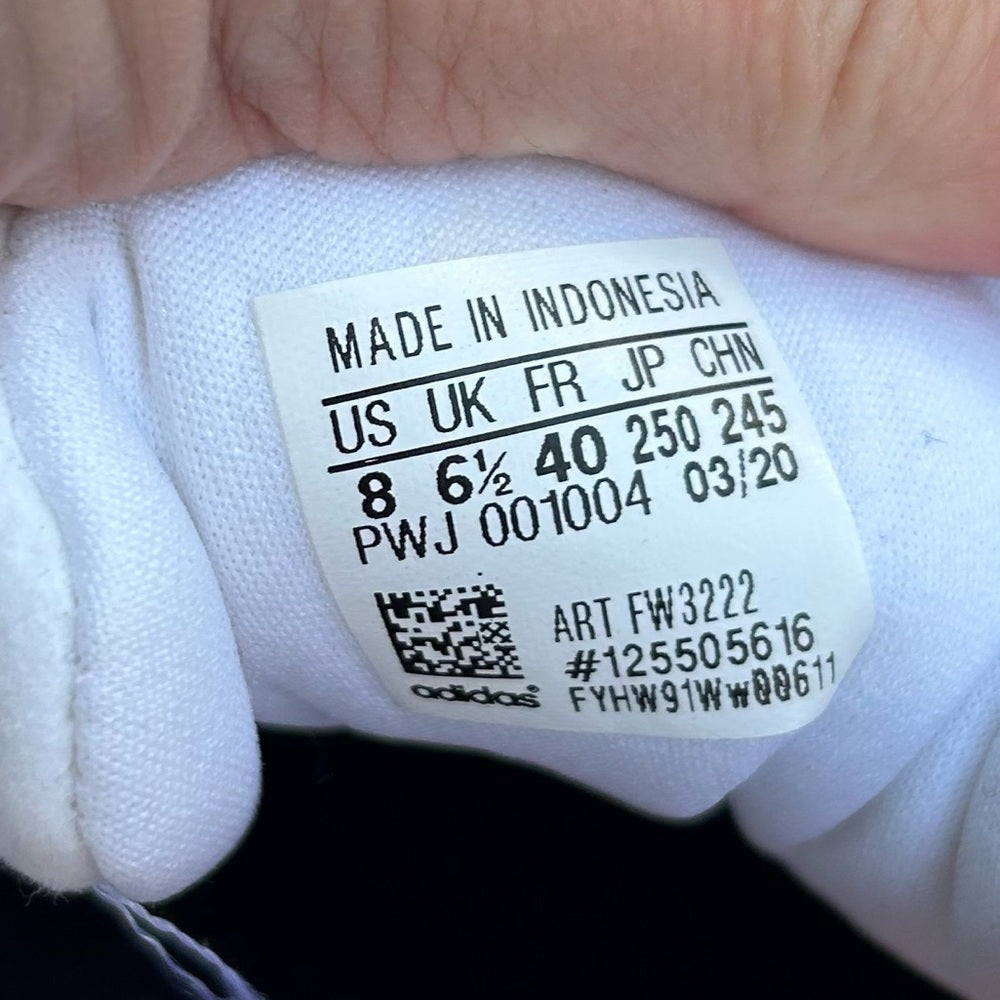 MADE IN INDONESIA
US UK FR JP CHN
8 6½ 40 250 245
PWJ 001004 03/20
ART FW3222
#125505616
FYHW91Ww00611
adidas®